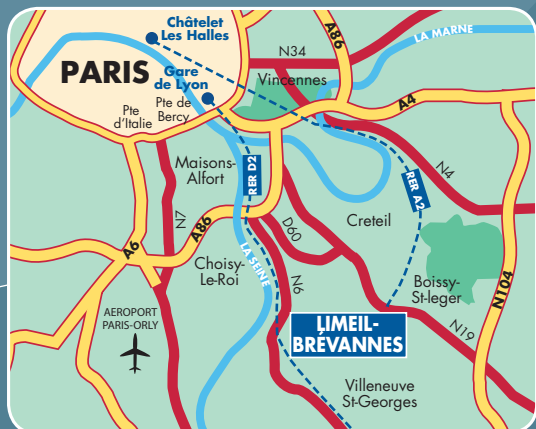 Châtelet
Les Halles
A86
LA MARNE
N34
PARIS
Gare
de Lyon
Vincennes
Pte de
Bercy
A4
Pte
d'Italie
Maisons-
Alfort
RER D2
N4
RER A2
N7
A86
D60
Creteil
A6
Choisy-
Le-Roi
LA SEINE
N6
Boissy-
St-leger
N104
AEROPORT
PARIS-ORLY
LIMEIL-
BRÉVANNES
N19
Villeneuve
St-Georges